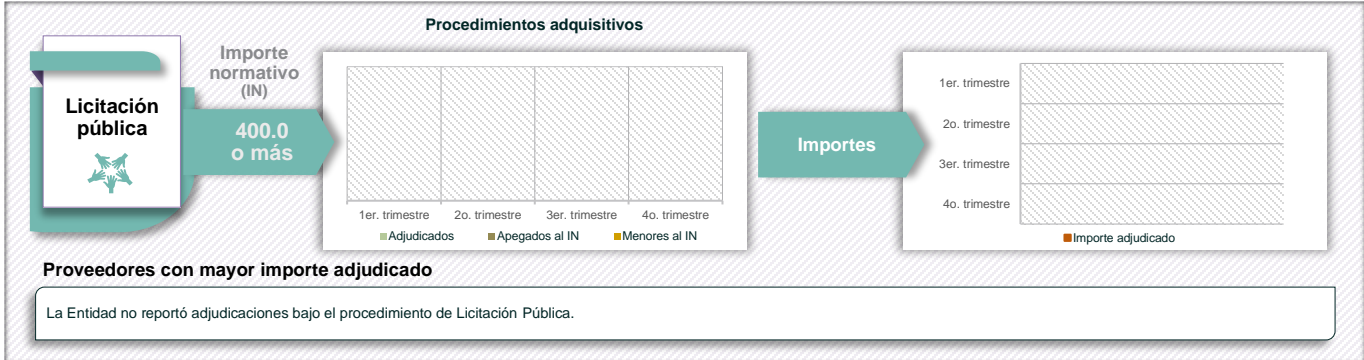 Procedimientos adquisitivos
Licitación
pública
Importe
normativo
(IN)
400.0
o más
1er. trimestre 2o. trimestre 3er. trimestre 4o. trimestre
Adjudicados Apegados al IN Menores al IN
Importes
1er. trimestre
2o. trimestre
3er. trimestre
4o. trimestre
Importe adjudicado
Proveedores con mayor importe adjudicado
La Entidad no reportó adjudicaciones bajo el procedimiento de Licitación Pública.